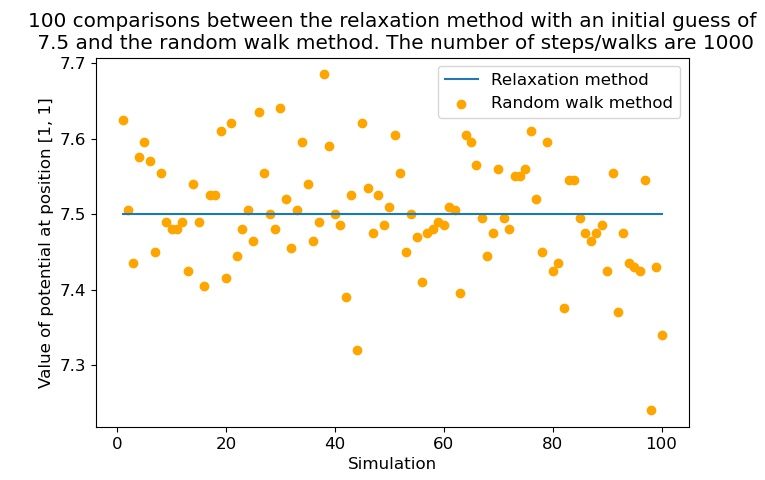 100 comparisons between the relaxation method with an initial guess of
7.5 and the random walk method. The number of steps/walks are 1000
Relaxation method
Random walk method
Value of potential at position [1, 1]
7.7
7.6
7.5
7.4
7.3
0 20 40 60 80 100
Simulation